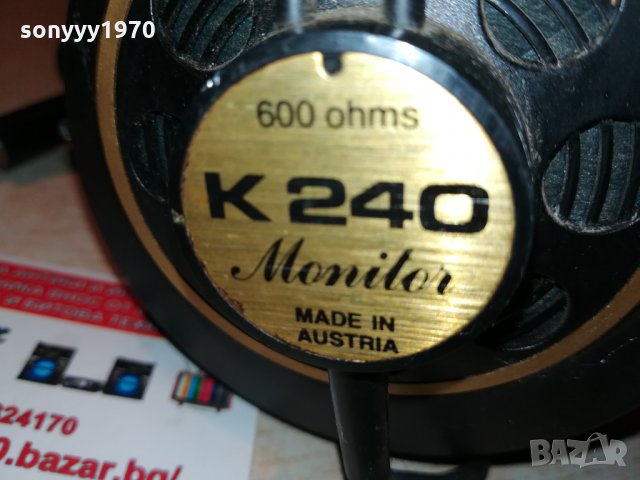 sonyyy1970
600 ohms
K 240
Monitor
MADE IN
AUSTRIA
24170
0.bazar.bg/
BAZAR